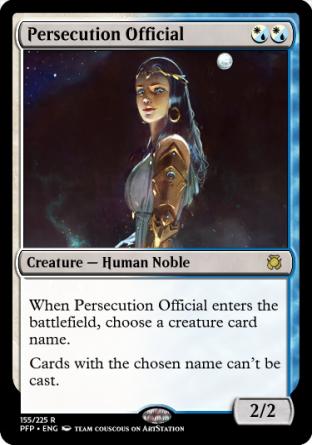 Persecution Official
Creature — Human Noble
When Persecution Official enters the
battlefield, choose a creature card
name.
Cards with the chosen name can't be
cast.
2/2
155/225 R
PFP • ENG TEAM COUSCOUS ON ARTSTATION